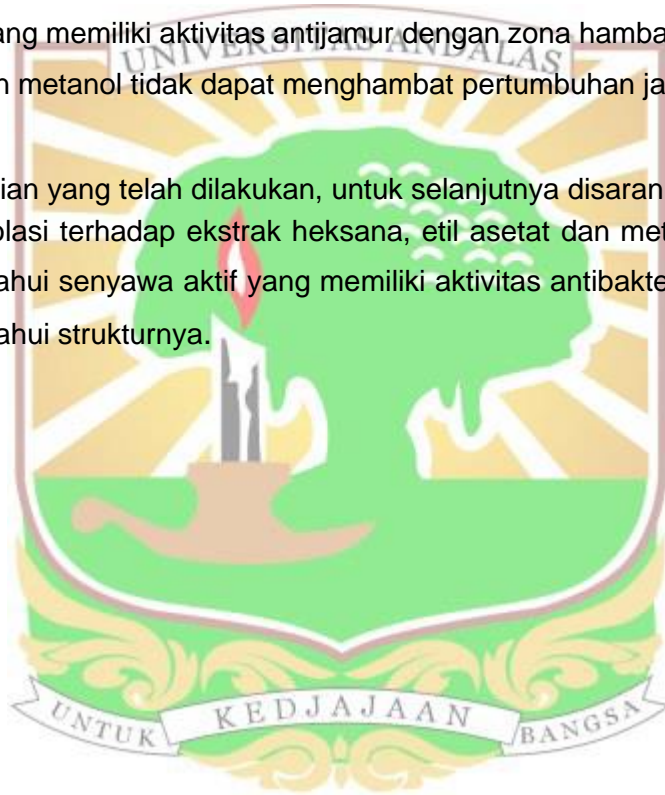 ang memiliki aktivitas antijamur dengan zona hamba
UNIVERSITAS ANDALAS
n metanol tidak dapat menghambat pertumbuhan ja
ian yang telah dilakukan, untuk selanjutnya disaran
olasi terhadap ekstrak heksana, etil asetat dan met
ahui senyawa aktif yang memiliki aktivitas antibakte
ahui strukturnya.
UNTUK KEDJAJAAN BANGSA